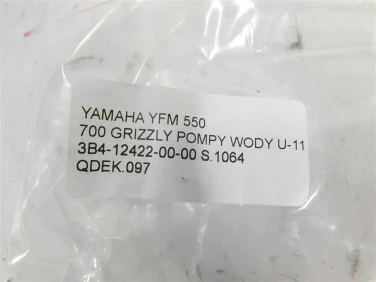 YAMAHA YFM 550
700 GRIZZLY POMPY WODY U-11
3B4-12422-00-00 S.1064
QDEK.097